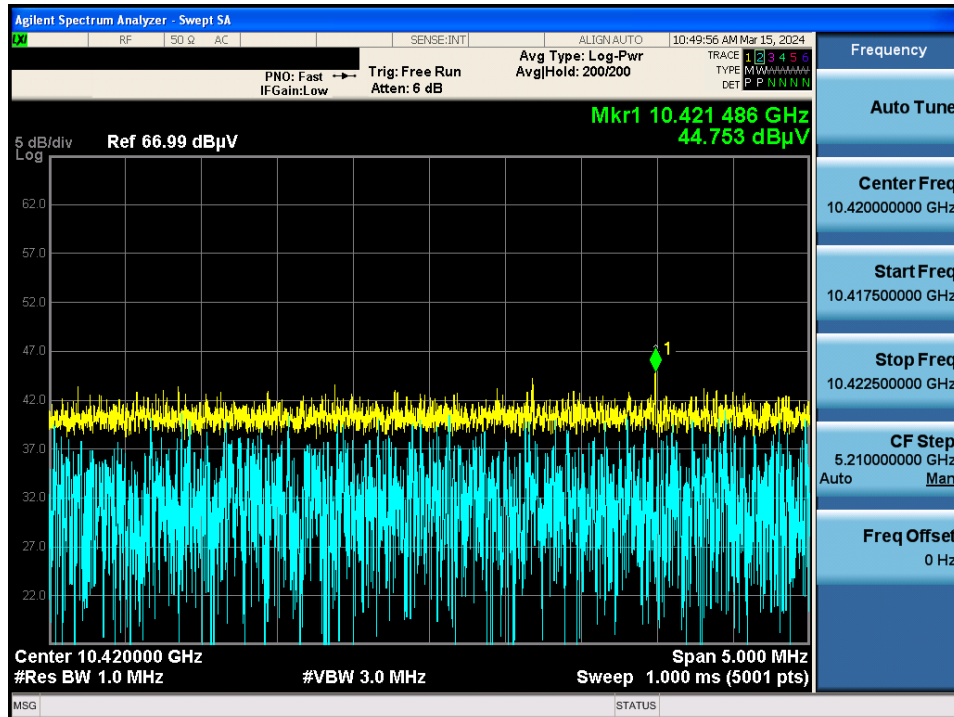 Agilent Spectrum Analyzer - Swept SA
LXI RF 50 Ω AC SENSE:INT ALIGN AUTO 10:49:56 AM Mar 15, 2024
PNO: Fast
IFGain:Low
Trig: Free Run
Atten: 6 dB
Avg Type: Log-Pwr
Avg|Hold: 200/200
TRACE 1 2 3 4 5 6
TYPE M W
DET P P N N N N
Mkr1 10.421 486 GHz
44.753 dBµV
5 dB/div Ref 66.99 dBµV
Log
62.0
57.0
52.0
47.0
42.0
37.0
32.0
27.0
22.0
1
Center 10.420000 GHz Span 5.000 MHz
#Res BW 1.0 MHz #VBW 3.0 MHz Sweep 1.000 ms (5001 pts)
MSG STATUS
Frequency
Auto Tune
Center Freq
10.420000000 GHz
Start Freq
10.417500000 GHz
Stop Freq
10.422500000 GHz
CF Step
5.210000000 GHz
Auto Man
Freq Offset
0 Hz